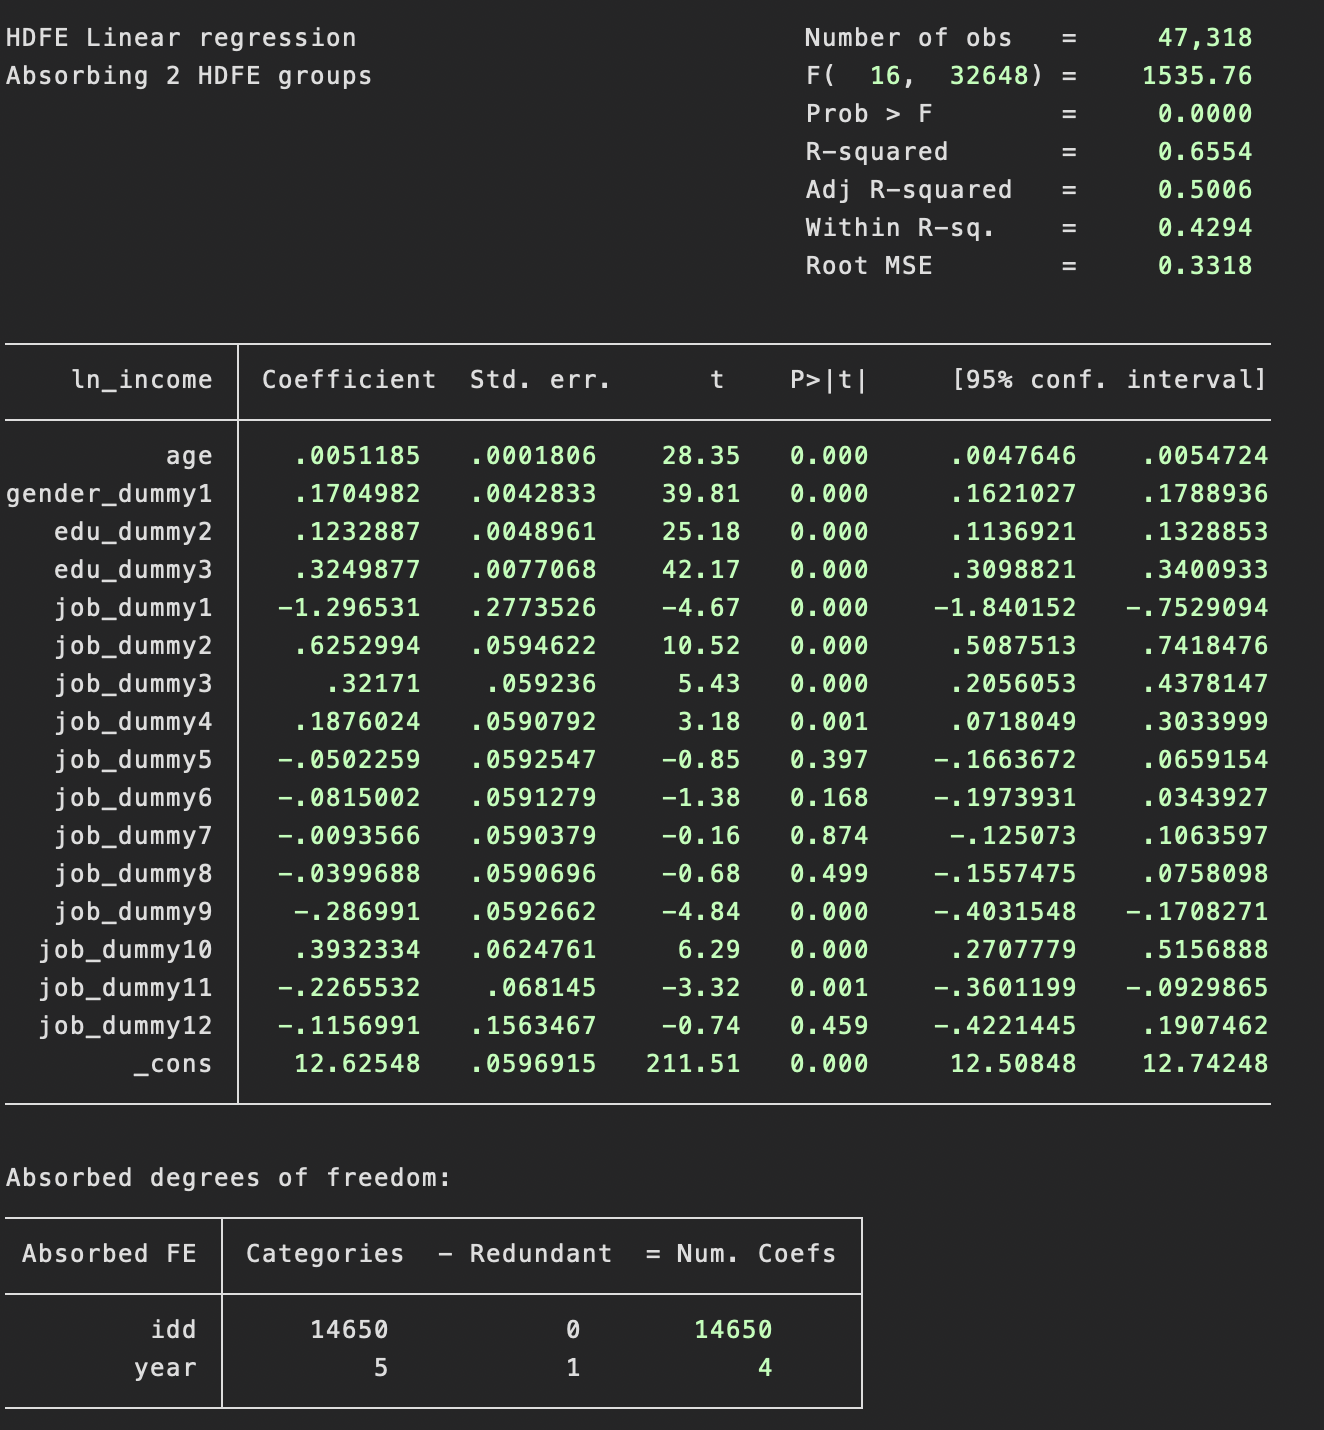 HDFE Linear regression                            Number of obs   =     47,318
Absorbing 2 HDFE groups                           F(  16,  32648) =    1535.76
                                                  Prob > F        =     0.0000
                                                  R-squared       =     0.6554
                                                  Adj R-squared   =     0.5006
                                                  Within R-sq.    =     0.4294
                                                  Root MSE        =     0.3318
ln_income Coefficient Std. err. t P>|t| [95% conf. interval]
age .0051185 .0001806 28.35 0.000 .0047646 .0054724
gender_dummy1 .1704982 .0042833 39.81 0.000 .1621027 .1788936
edu_dummy2 .1232887 .0048961 25.18 0.000 .1136921 .1328853
edu_dummy3 .3249877 .0077068 42.17 0.000 .3098821 .3400933
job_dummy1 -1.296531 .2773526 -4.67 0.000 -1.840152 -.7529094
job_dummy2 .6252994 .0594622 10.52 0.000 .5087513 .7418476
job_dummy3 .32171 .059236 5.43 0.000 .2056053 .4378147
job_dummy4 .1876024 .0590792 3.18 0.001 .0718049 .3033999
job_dummy5 -.0502259 .0592547 -0.85 0.397 -.1663672 .0659154
job_dummy6 -.0815002 .0591279 -1.38 0.168 -.1973931 .0343927
job_dummy7 -.0093566 .0590379 -0.16 0.874 -.125073 .1063597
job_dummy8 -.0399688 .0590696 -0.68 0.499 -.1557475 .0758098
job_dummy9 -.286991 .0592662 -4.84 0.000 -.4031548 -.1708271
job_dummy10 .3932334 .0624761 6.29 0.000 .2707779 .5156888
job_dummy11 -.2265532 .068145 -3.32 0.001 -.3601199 -.0929865
job_dummy12 -.1156991 .1563467 -0.74 0.459 -.4221445 .1907462
_cons 12.62548 .0596915 211.51 0.000 12.50848 12.74248
Absorbed degrees of freedom:
Absorbed FE Categories - Redundant = Num. Coefs
idd 14650 0 14650
year 5 1 4